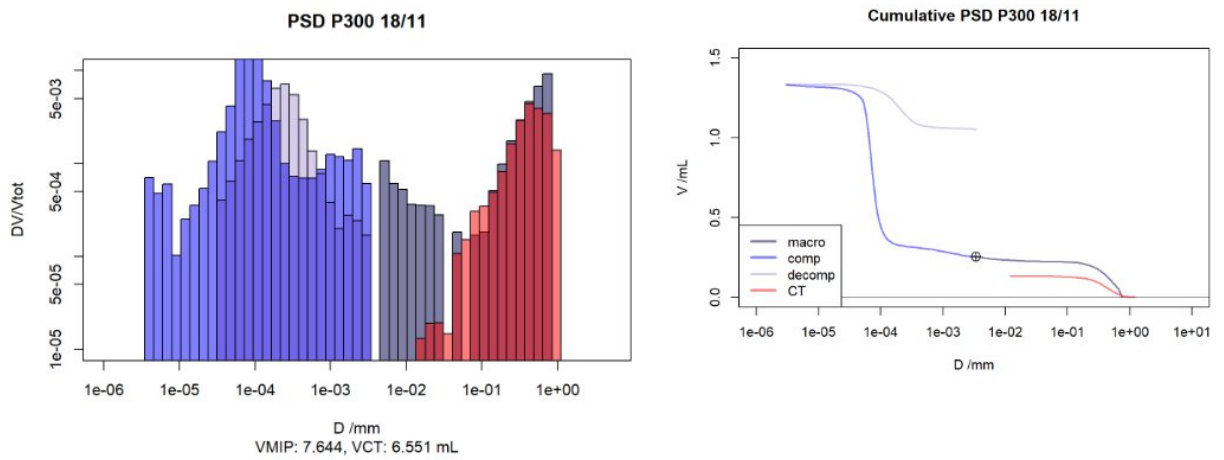 PSD P300 18/11
DV/Vtot
5e-03
5e-04
5e-05
1e-05
1e-06 1e-05 1e-04 1e-03 1e-02 1e-01 1e+00
D /mm
VMIP: 7.644, VCT: 6.551 mL
Cumulative PSD P300 18/11
V /mL
1.5
1.0
0.5
0.0
macro
comp
decomp
CT
1e-06 1e-05 1e-04 1e-03 1e-02 1e-01 1e+00 1e+01
D /mm